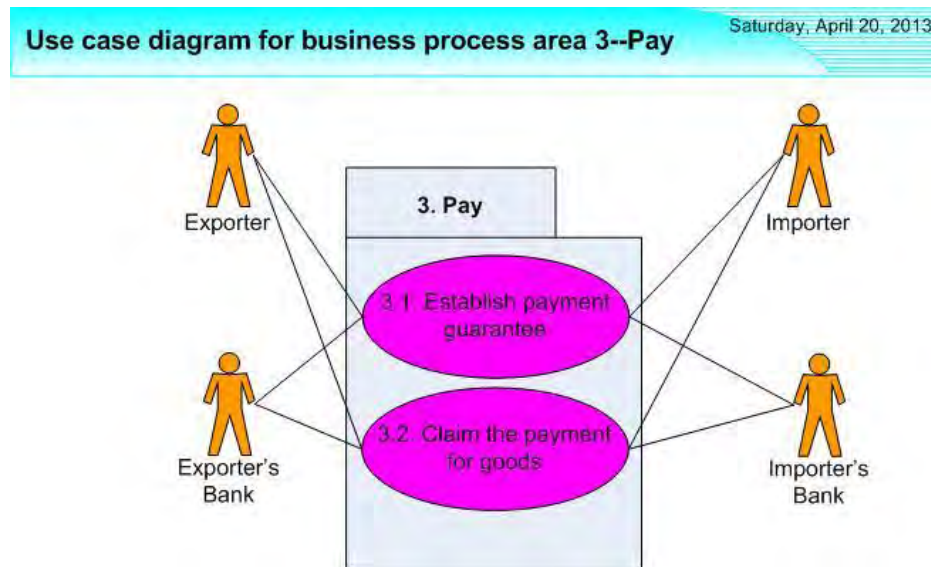 Saturday, April 20, 2013
Use case diagram for business process area 3--Pay
Exporter
Importer
3. Pay
3.1. Establish payment
guarantee
3.2. Claim the payment
for goods
Exporter's
Bank
Importer's
Bank